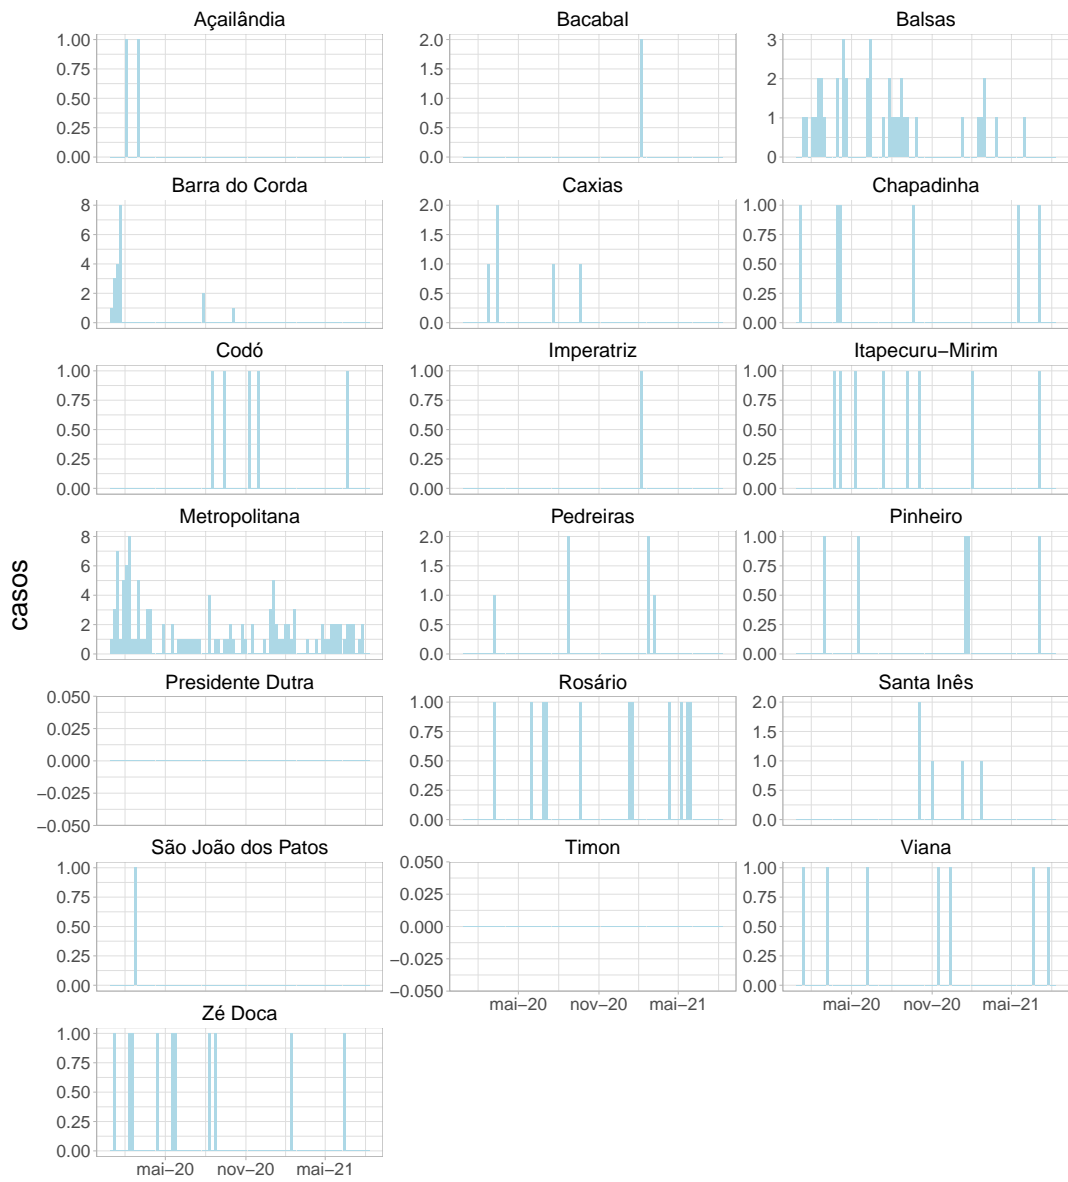 Açailândia Bacabal Balsas
1.00 2.0 3
0.75 1.5 2
0.50 1.0 1
0.25 0.5 0
0.00 0.0
Barra do Corda Caxias Chapadinha
8 2.0 1.00
6 1.5 0.75
4 1.0 0.50
2 0.5 0.25
0 0.0 0.00
Codó Imperatriz Itapecuru−Mirim
1.00 1.00 1.00
0.75 0.75 0.75
0.50 0.50 0.50
0.25 0.25 0.25
0.00 0.00 0.00
Metropolitana Pedreiras Pinheiro
8 2.0 1.00
6 1.5 0.75
4 1.0 0.50
2 0.5 0.25
0 0.0 0.00
casos
Presidente Dutra Rosário Santa Inês
0.050 1.00 2.0
0.025 0.75 1.5
0.000 0.50 1.0
−0.025 0.25 0.5
−0.050 0.00 0.0
São João dos Patos Timon Viana
1.00 0.050 1.00
0.75 0.025 0.75
0.50 0.000 0.50
0.25 −0.025 0.25
0.00 −0.050 0.00
mai−20 nov−20 mai−21 mai−20 nov−20 mai−21
Zé Doca
1.00
0.75
0.50
0.25
0.00
mai−20 nov−20 mai−21